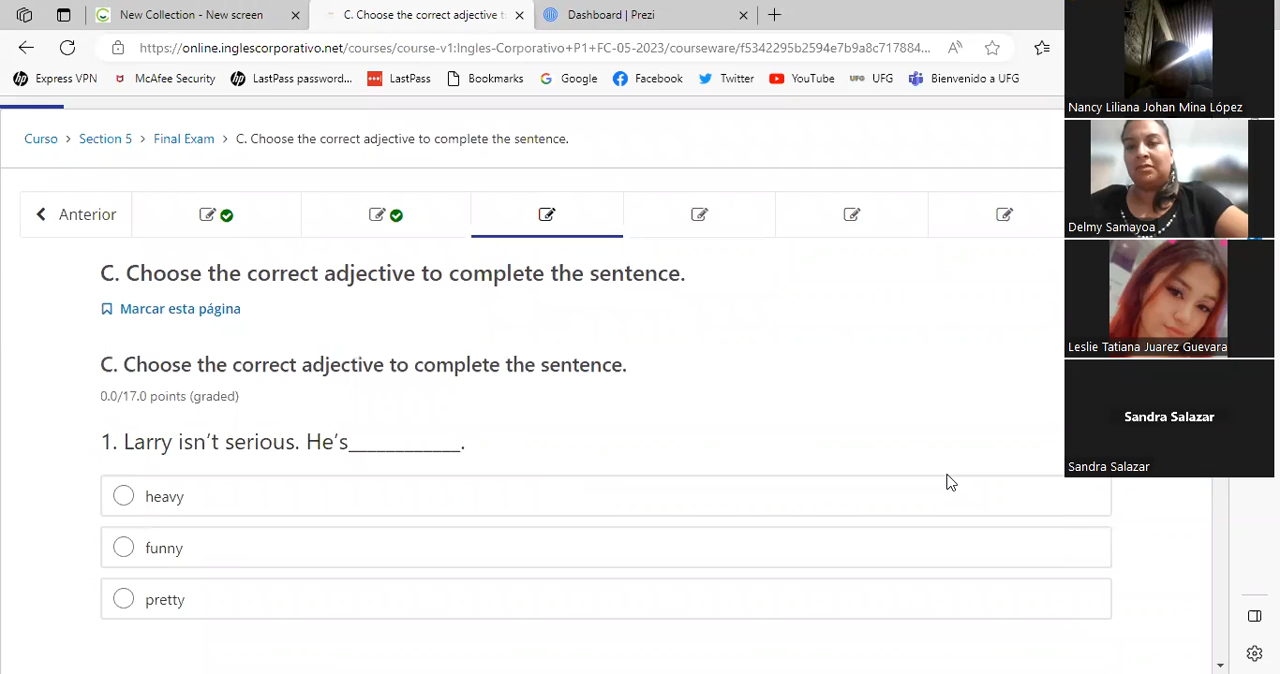 New Collection - New screen
C. Choose the correct adjective t
Dashboard | Prezi
https://online.inglescorporativo.net/courses/course-v1:Ingles-Corporativo+P1+FC-05-2023/courseware/f5342295b2594e7b9a8c717884...
Express VPN
McAfee Security
LastPass password...
LastPass
Bookmarks
Google
Facebook
Twitter
YouTube
UFG
Bienvenido a UFG
Curso > Section 5 > Final Exam > C. Choose the correct adjective to complete the sentence.
Anterior
C. Choose the correct adjective to complete the sentence.
Marcar esta página
C. Choose the correct adjective to complete the sentence.
0.0/17.0 points (graded)
1. Larry isn't serious. He's__________.
heavy
funny
pretty
Nancy Liliana Johan Mina López
Delmy Samayoa
Leslie Tatiana Juarez Guevara
Sandra Salazar
Sandra Salazar